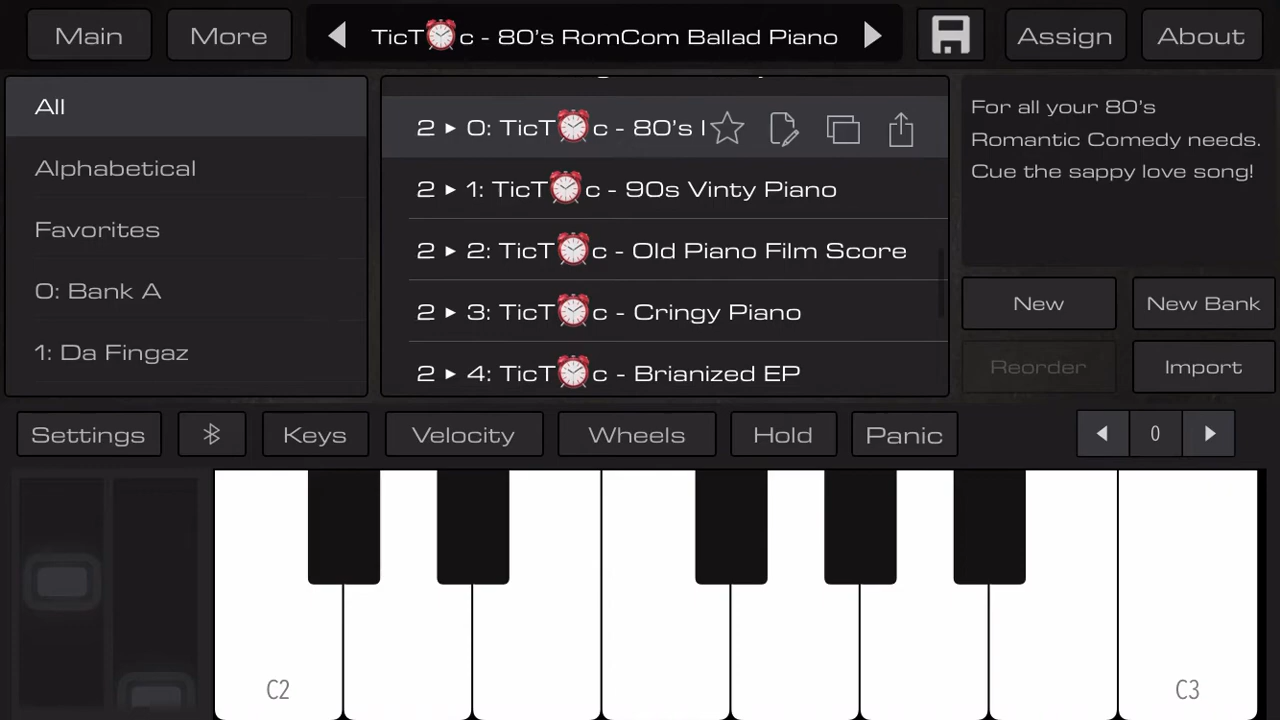 Main
More
TicT⏰c - 80's RomCom Ballad Piano
Assign
About
All
Alphabetical
Favorites
0: Bank A
1: Da Fingaz
2 ▸ 0: TicT⏰c - 80's
2 ▸ 1: TicT⏰c - 90s Vinty Piano
2 ▸ 2: TicT⏰c - Old Piano Film Score
2 ▸ 3: TicT⏰c - Cringy Piano
2 ▸ 4: TicT⏰c - Brianized EP
For all your 80's
Romantic Comedy needs.
Cue the sappy love song!
New
New Bank
Reorder
Import
Settings
Keys
Velocity
Wheels
Hold
Panic
0
C2
C3